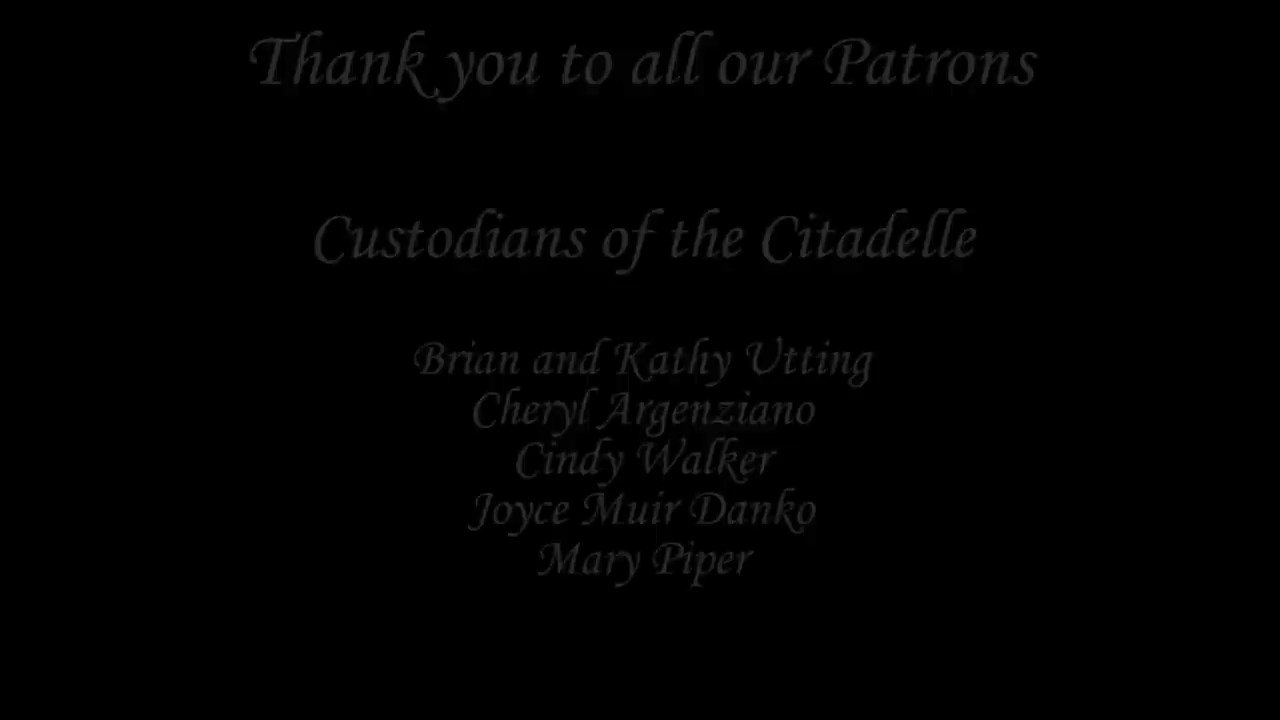 Thank you to all our Patrons
Custodians of the Citadelle
Brian and Kathy Utting
Cheryl Argenziano
Cindy Walker
Joyce Muir Danko
Mary Piper